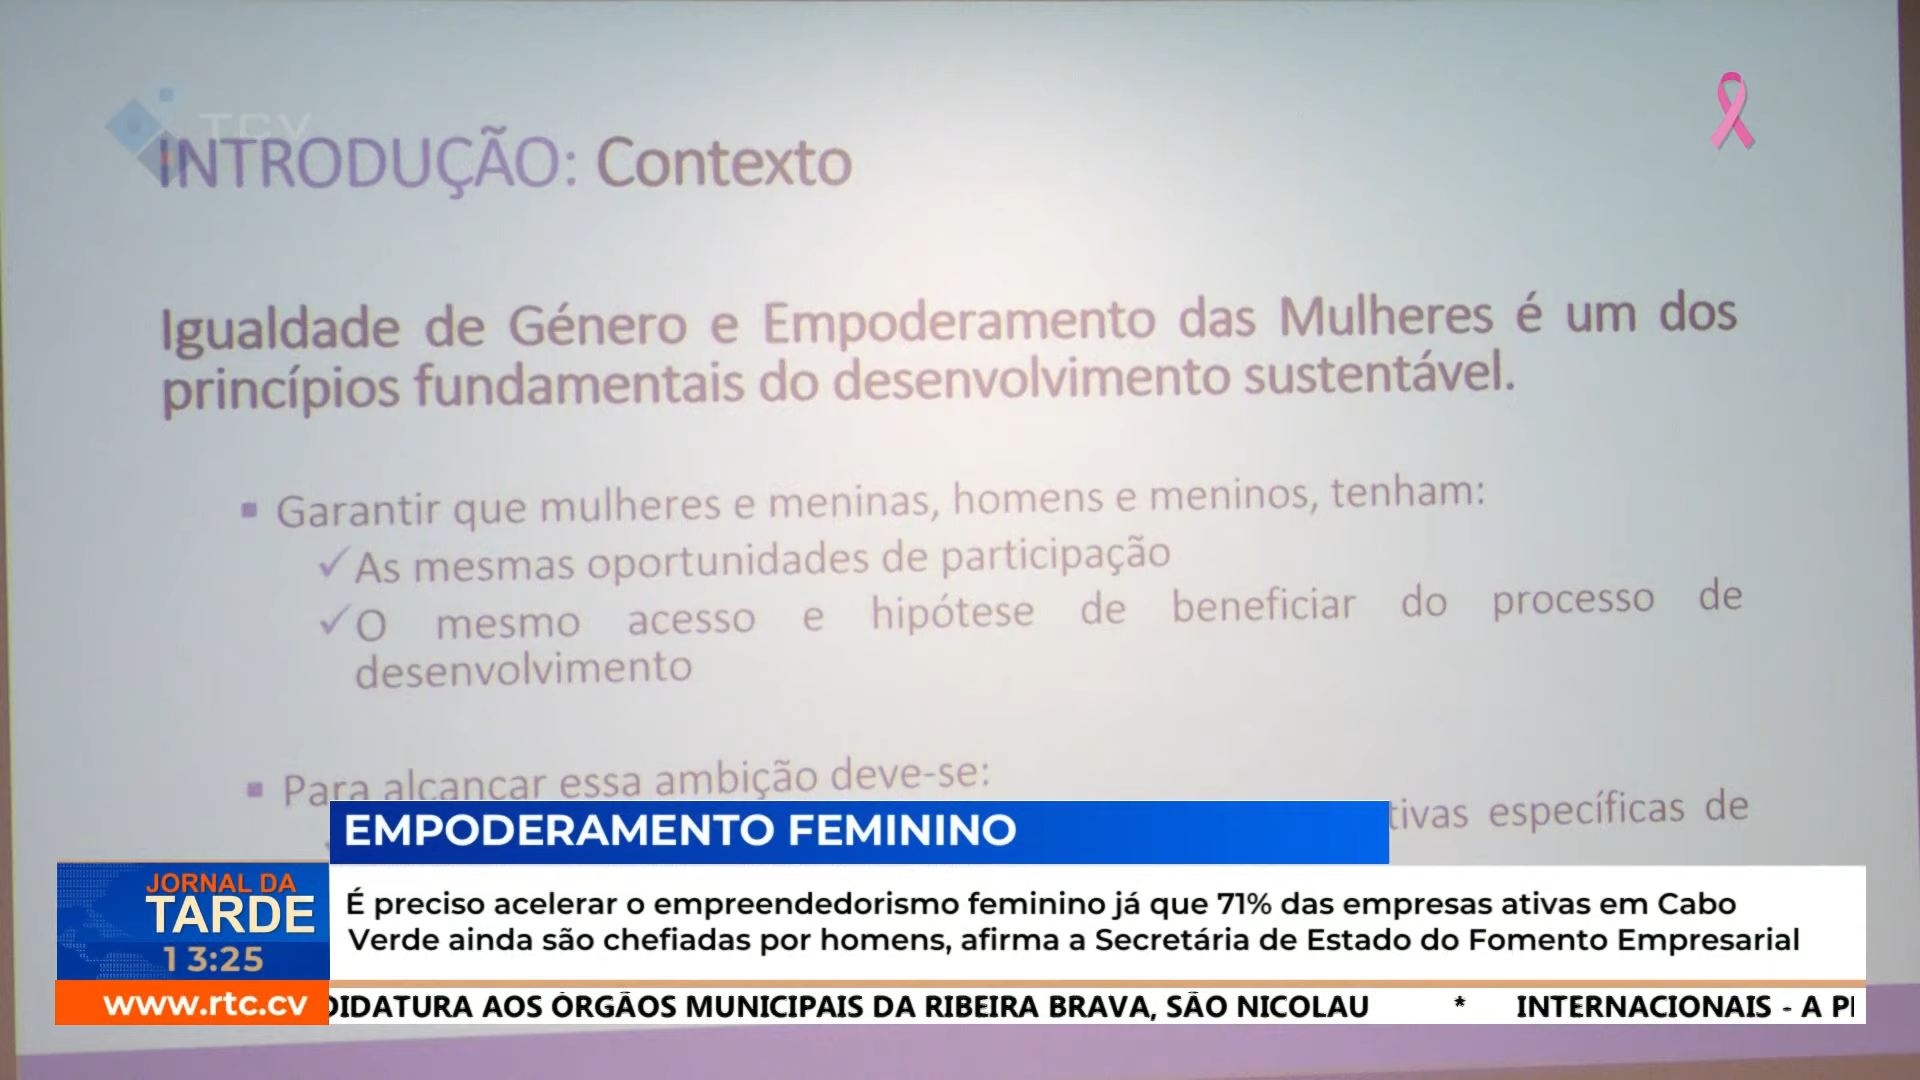 TCV
INTRODUÇÃO: Contexto
Igualdade de Género e Empoderamento das Mulheres é um dos
princípios fundamentais do desenvolvimento sustentável.
Garantir que mulheres e meninas, homens e meninos, tenham:
As mesmas oportunidades de participação
O mesmo acesso e hipótese de beneficiar do processo de
desenvolvimento
Para alcançar essa ambição deve-se:
tivas específicas de
EMPODERAMENTO FEMININO
JORNAL DA
TARDE
13:25
É preciso acelerar o empreendedorismo feminino já que 71% das empresas ativas em Cabo
Verde ainda são chefiadas por homens, afirma a Secretária de Estado do Fomento Empresarial
www.rtc.cv
DIDATURA AOS ÓRGÃOS MUNICIPAIS DA RIBEIRA BRAVA, SÃO NICOLAU * INTERNACIONAIS - A P